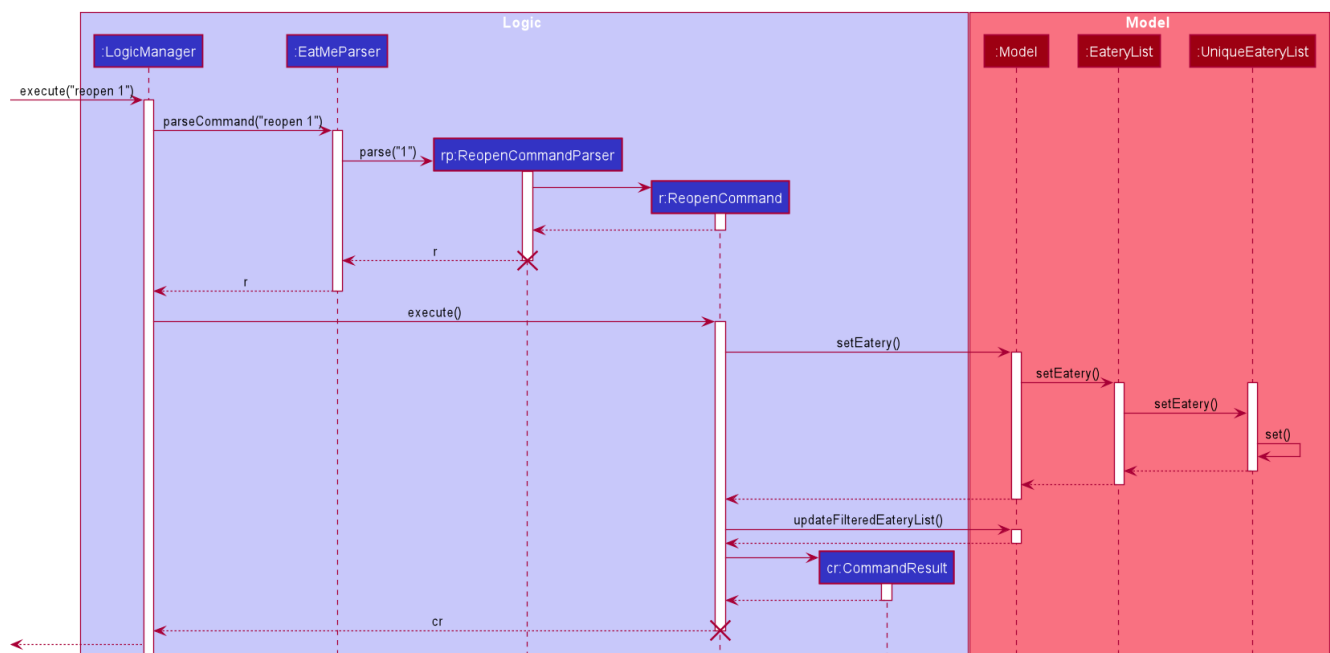 Logic
Model
:LogicManager
:EatMeParser
:Model
:EateryList
:UniqueEateryList
execute("reopen 1")
parseCommand("reopen 1")
parse("1")
rp:ReopenCommandParser
r:ReopenCommand
r
r
execute()
setEatery()
setEatery()
setEatery()
set()
updateFilteredEateryList()
cr:CommandResult
cr